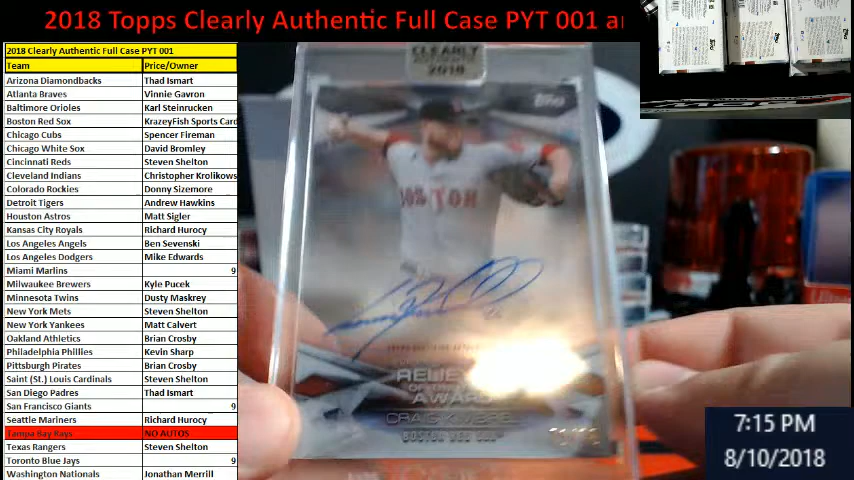 2018 Topps Clearly Authentic Full Case PYT 001
2018 Clearly Authentic Full Case PYT 001
Team Price/Owner
Arizona Diamondbacks Thad Ismart
Atlanta Braves Vinnie Gavron
Baltimore Orioles Karl Steinrucken
Boston Red Sox KrazeyFish Sports Card
Chicago Cubs Spencer Fireman
Chicago White Sox David Bromley
Cincinnati Reds Steven Shelton
Cleveland Indians Christopher Krolikows
Colorado Rockies Donny Sizemore
Detroit Tigers Andrew Hawkins
Houston Astros Matt Sigler
Kansas City Royals Richard Hurocy
Los Angeles Angels Ben Sevenski
Los Angeles Dodgers Mike Edwards
Miami Marlins 9
Milwaukee Brewers Kyle Pucek
Minnesota Twins Dusty Maskrey
New York Mets Steven Shelton
New York Yankees Matt Calvert
Oakland Athletics Brian Crosby
Philadelphia Phillies Kevin Sharp
Pittsburgh Pirates Brian Crosby
Saint (St.) Louis Cardinals Steven Shelton
San Diego Padres Thad Ismart
San Francisco Giants 9
Seattle Mariners Richard Hurocy
Tampa Bay Rays NO AUTOS
Texas Rangers Steven Shelton
Toronto Blue Jays 9
Washington Nationals Jonathan Merrill
CLEARLY
AUTHENTIC
2018
Topps
BOSTON
AWARD
CRAIG
BOSTON RED SOX
7:15 PM
8/10/2018